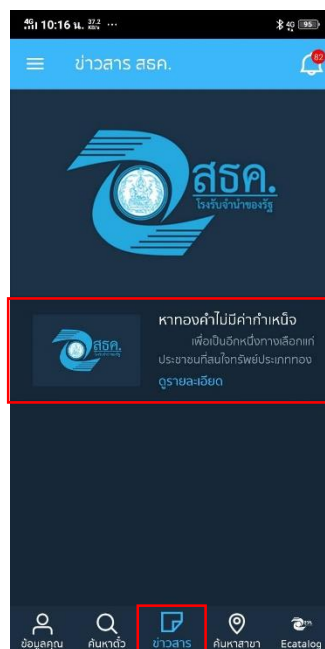 4G 10:16 น. 37.2 KB/s ... 4G 95
ข่าวสาร สธค. 82
สธค.
โรงรับจำนำของรัฐ
หาทองคำไม่มีค่ากำเหน็จ
เพื่อเป็นอีกหนึ่งทางเลือกแก่
ประชาชนที่สนใจทรัพย์ประเภททอง
ดูรายละเอียด
สธค.
ข้อมูลคุณ ค้นหาตั๋ว ข่าวสาร ค้นหาสาขา Ecatalog